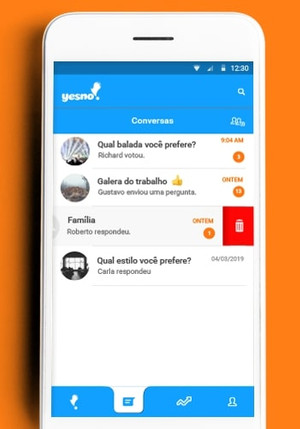 12:30
yesno!
Conversas
Qual balada você prefere?
9:04 AM
Richard votou.
3
Galera do trabalho 👍
ONTEM
Gustavo enviou uma pergunta.
15
Família
ONTEM
Roberto respondeu.
1
Qual estilo você prefere?
04/03/2019
Carla respondeu